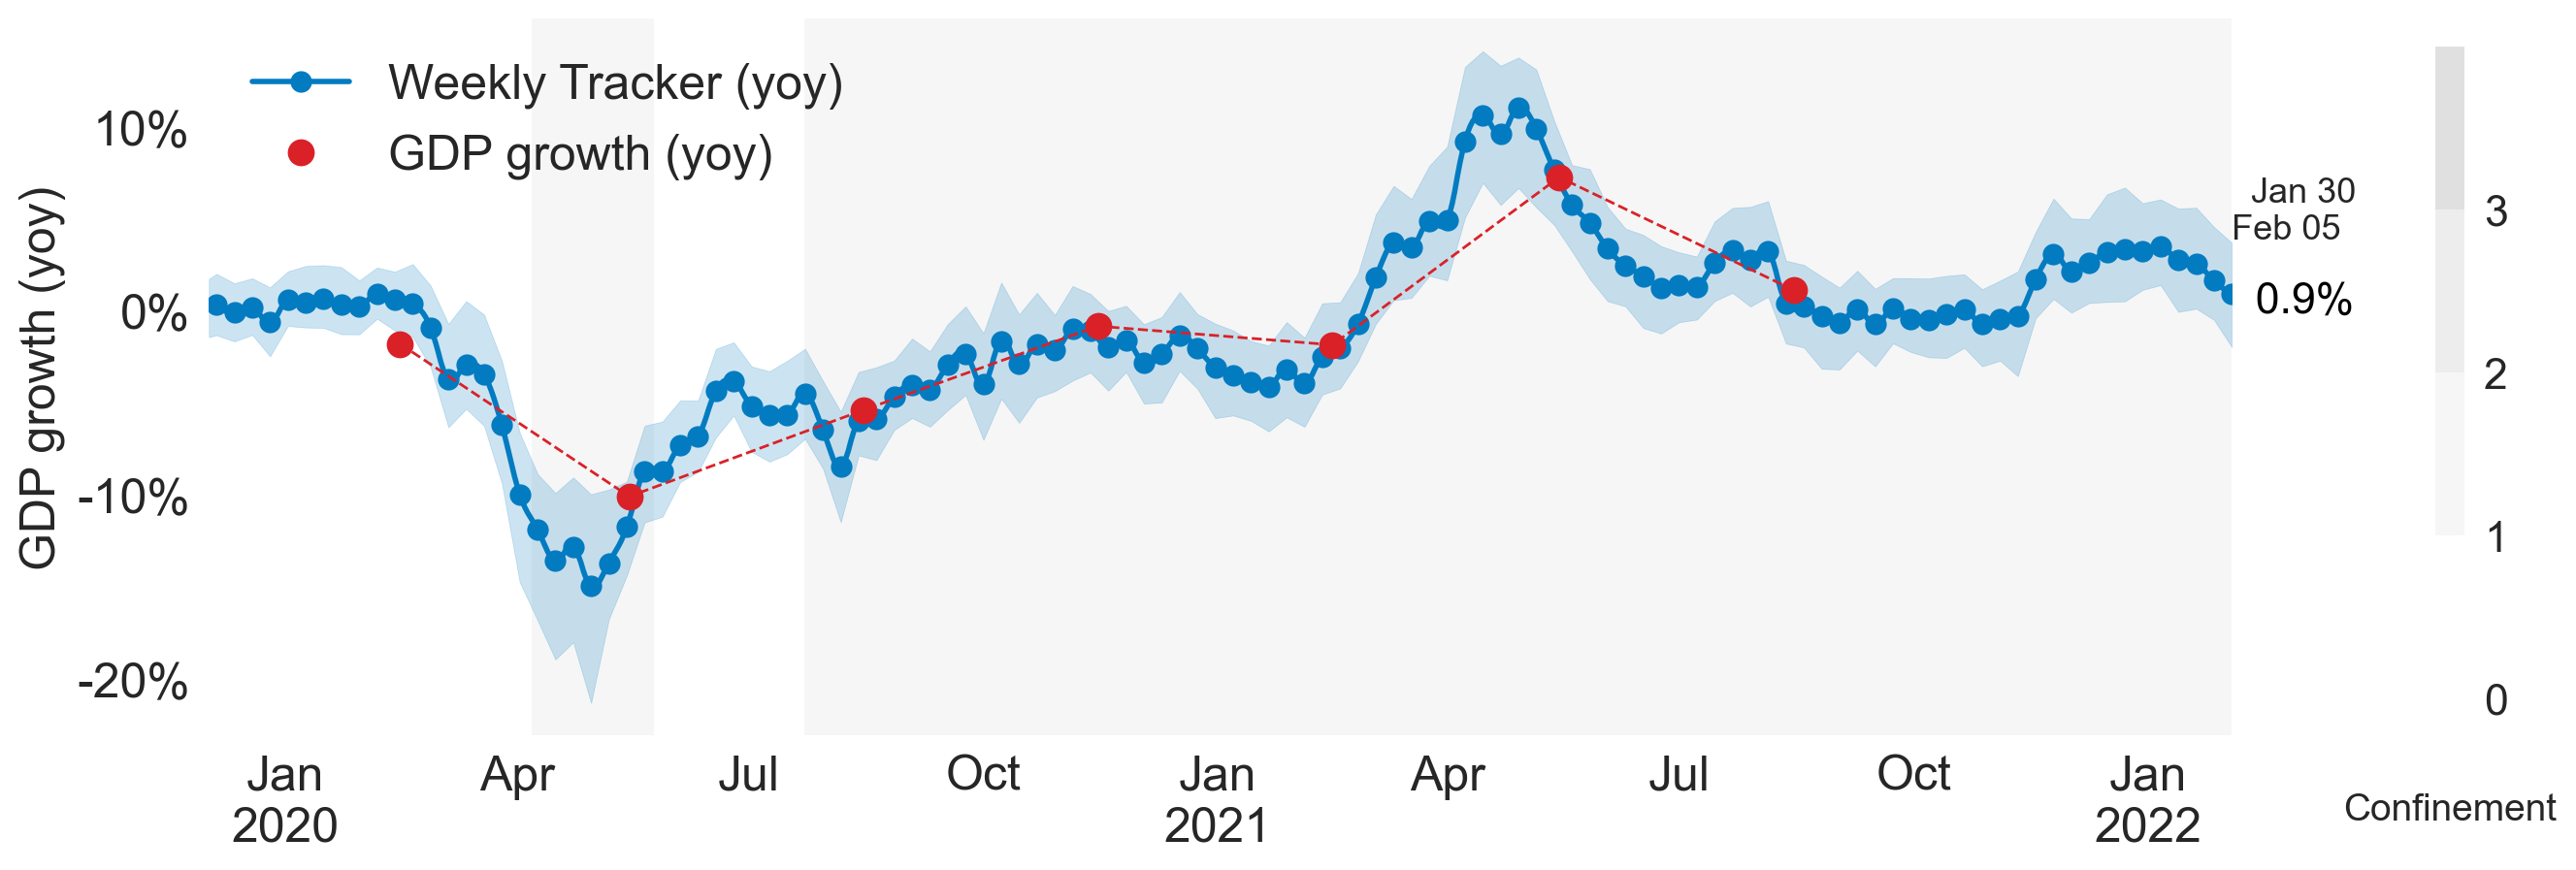 Weekly Tracker (yoy)
GDP growth (yoy)
GDP growth (yoy)
10%
0%
-10%
-20%
Jan
2020
Apr
Jul
Oct
Jan
2021
Apr
Jul
Oct
Jan
2022
Jan 30
Feb 05
0.9%
3
2
1
0
Confinement